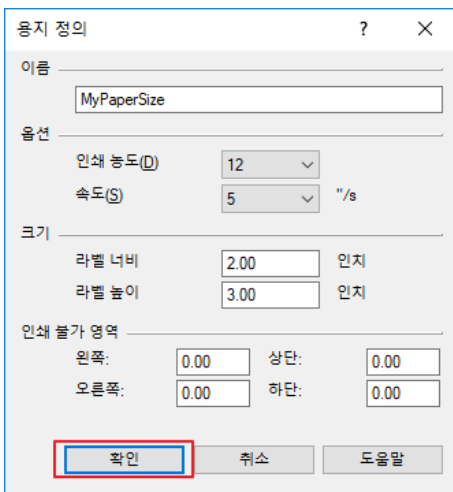 용지 정의 ?
이름
MyPaperSize
옵션
인쇄 농도(D) 12
속도(S) 5 "/s
크기
라벨 너비 2.00 인치
라벨 높이 3.00 인치
인쇄 불가 영역
왼쪽: 0.00 상단: 0.00
오른쪽: 0.00 하단: 0.00
확인 취소 도움말